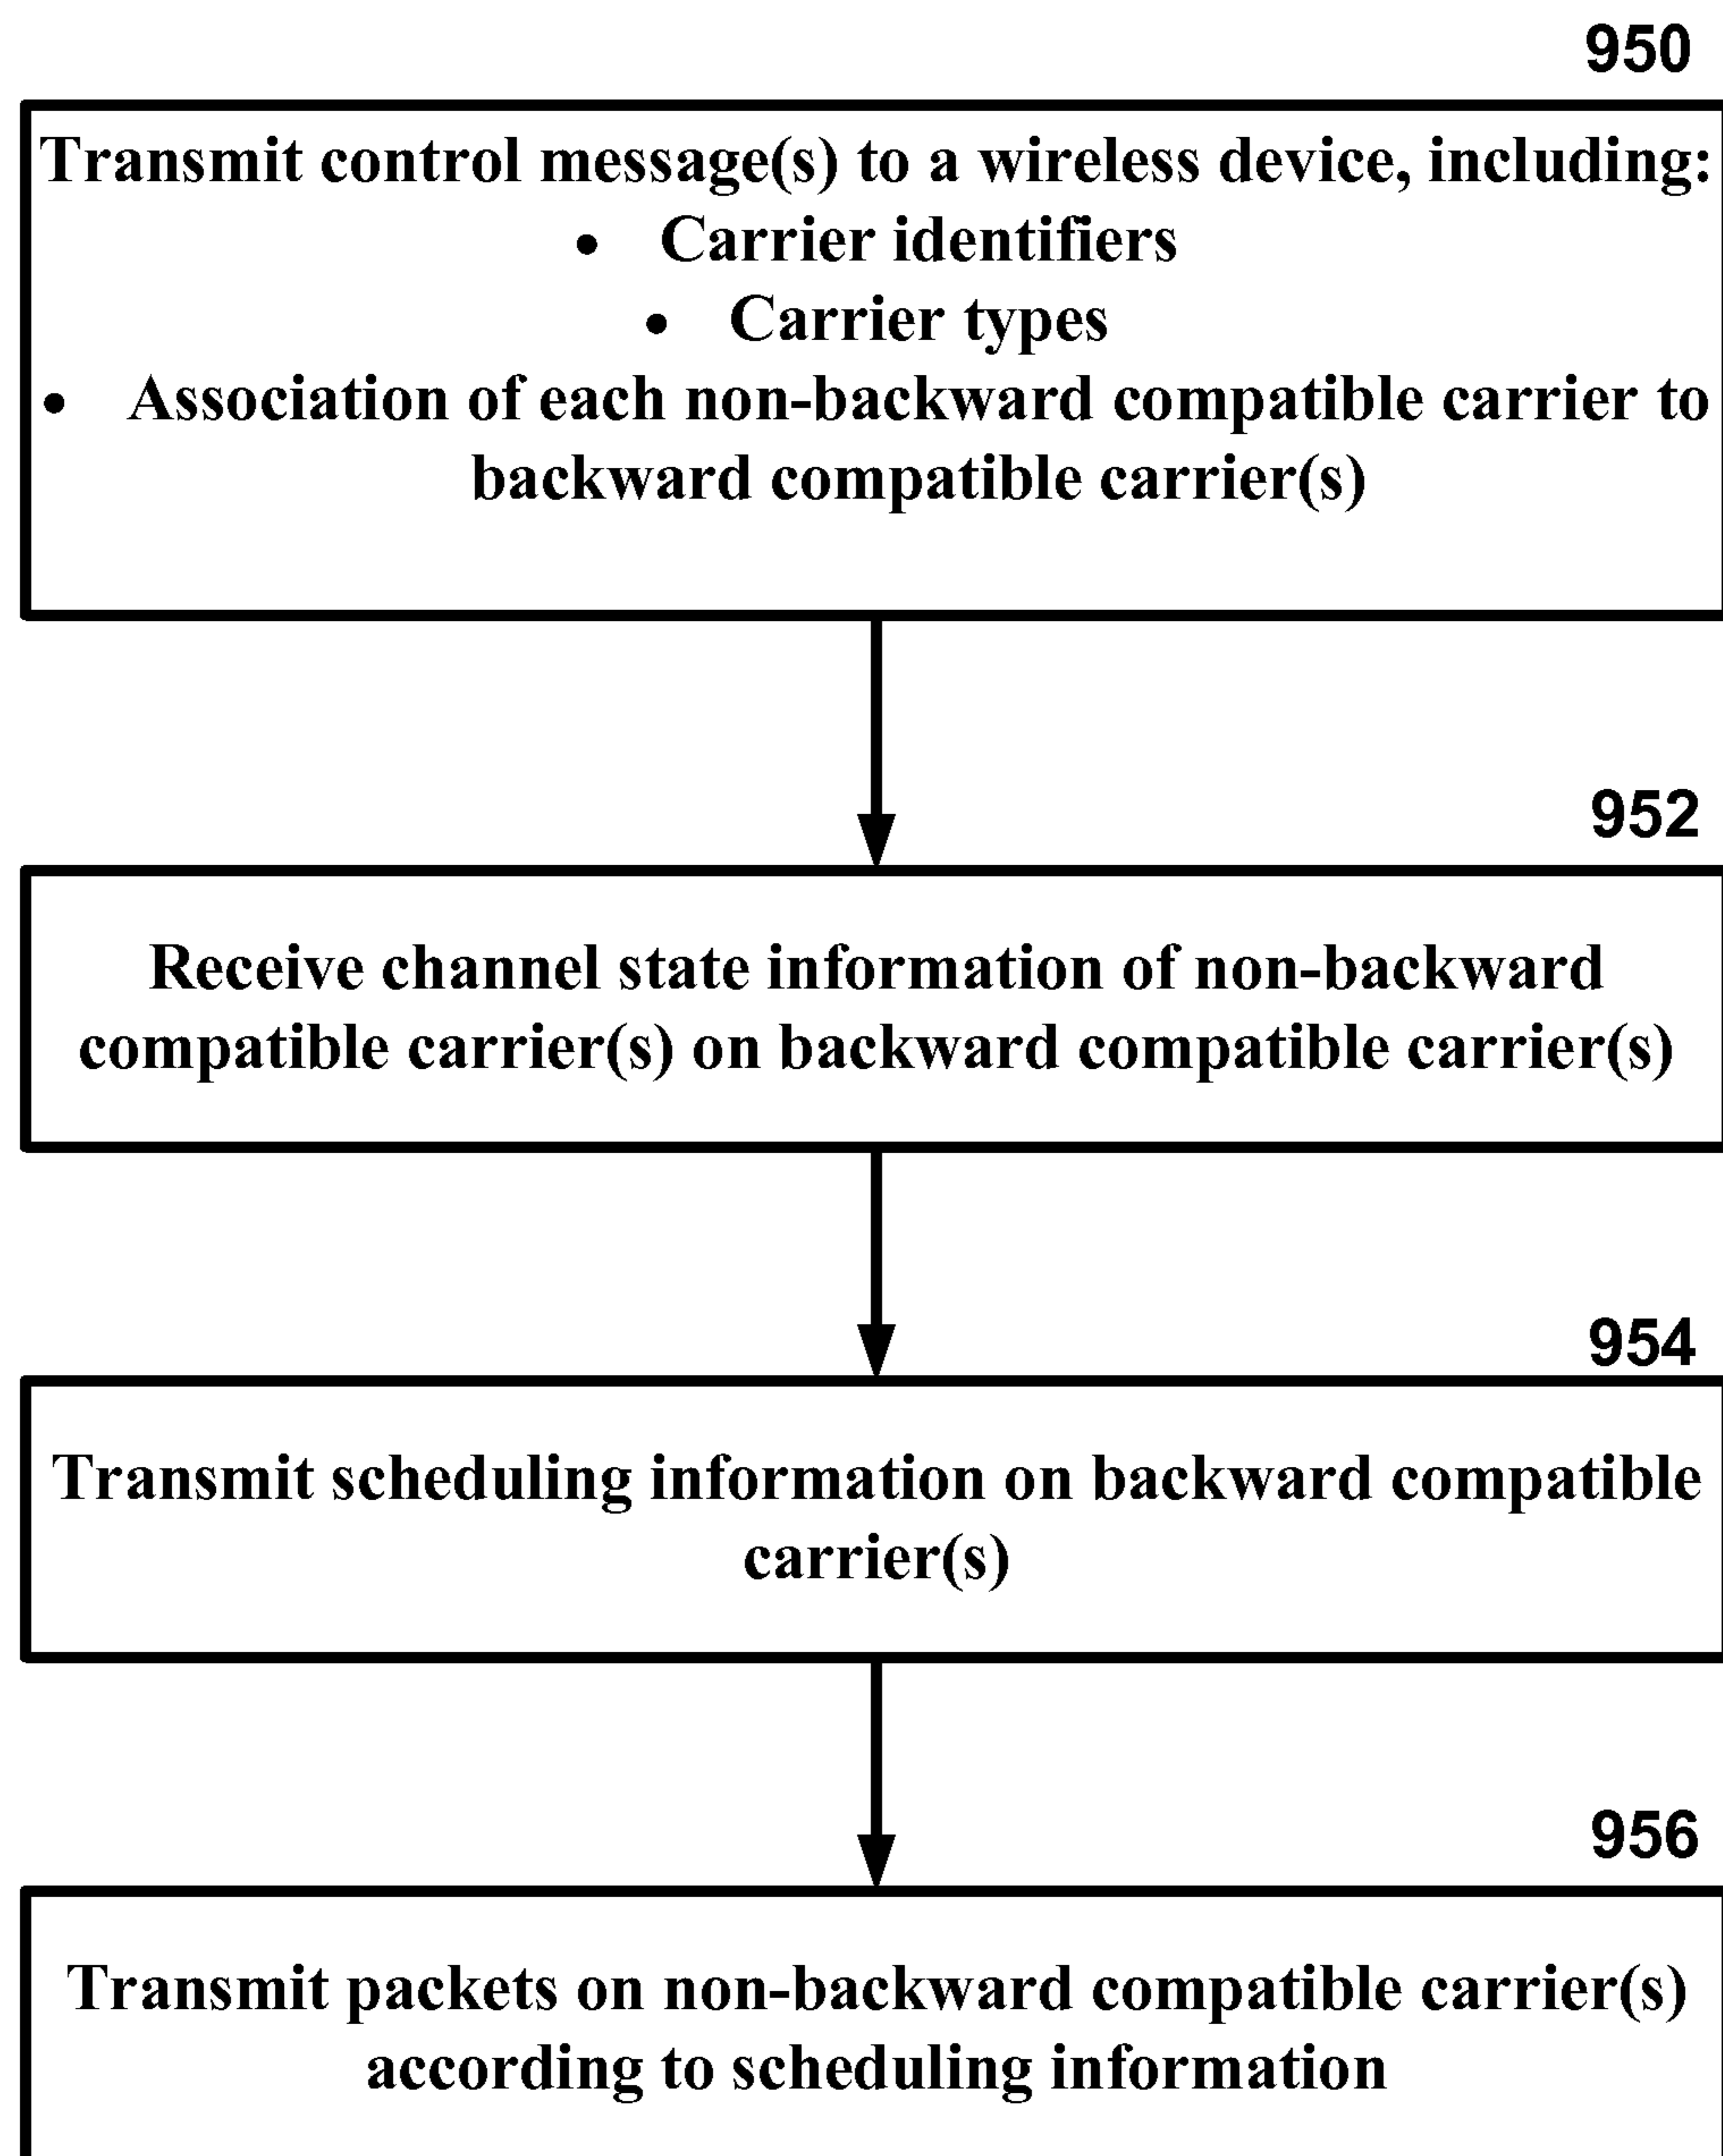 950
Transmit control message(s) to a wireless device, including:
• Carrier identifiers
• Carrier types
• Association of each non-backward compatible carrier to
backward compatible carrier(s)
952
Receive channel state information of non-backward
compatible carrier(s) on backward compatible carrier(s)
954
Transmit scheduling information on backward compatible
carrier(s)
956
Transmit packets on non-backward compatible carrier(s)
according to scheduling information